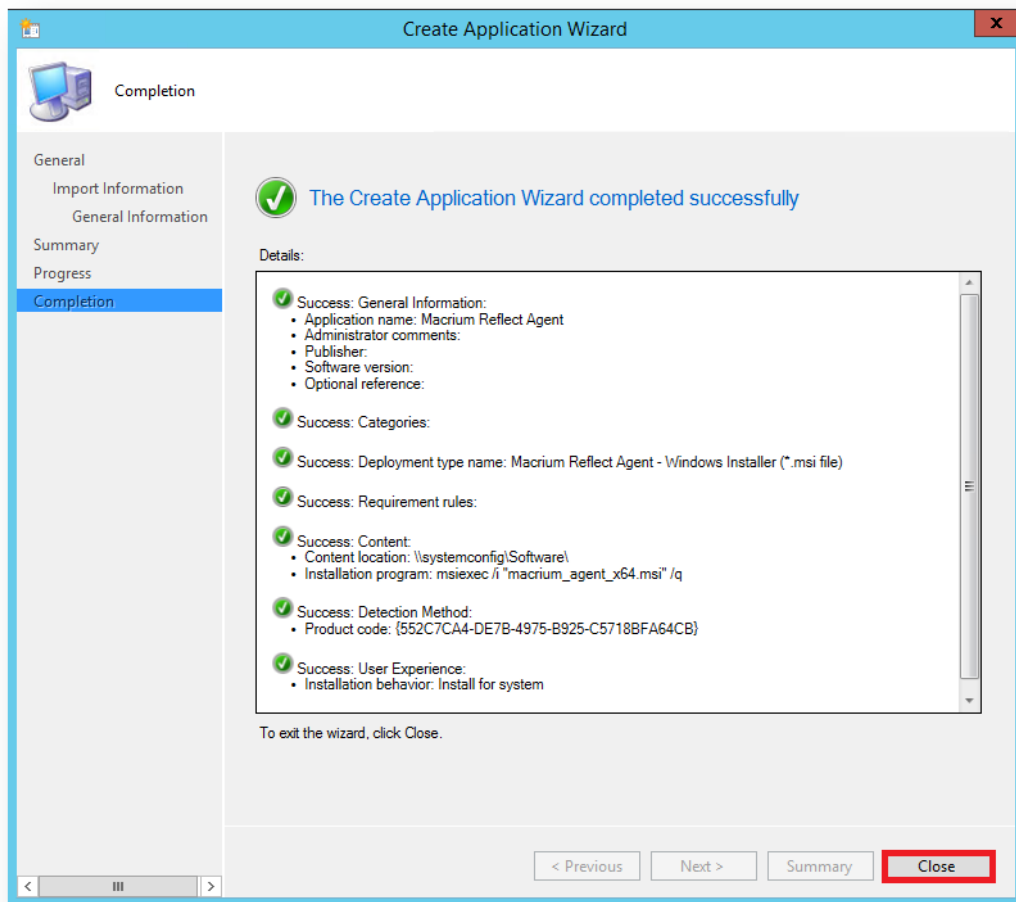 Create Application Wizard
x
Completion
General
Import Information
General Information
Summary
Progress
Completion
The Create Application Wizard completed successfully
Details:
Success: General Information:
• Application name: Macrium Reflect Agent
• Administrator comments:
• Publisher:
• Software version:
• Optional reference:
Success: Categories:
Success: Deployment type name: Macrium Reflect Agent - Windows Installer (*.msi file)
Success: Requirement rules:
Success: Content:
• Content location: \\systemconfig\Software\
• Installation program: msiexec /i "macrium_agent_x64.msi" /q
Success: Detection Method:
• Product code: {552C7CA4-DE7B-4975-B925-C5718BFA64CB}
Success: User Experience:
• Installation behavior: Install for system
To exit the wizard, click Close.
< Previous
Next >
Summary
Close